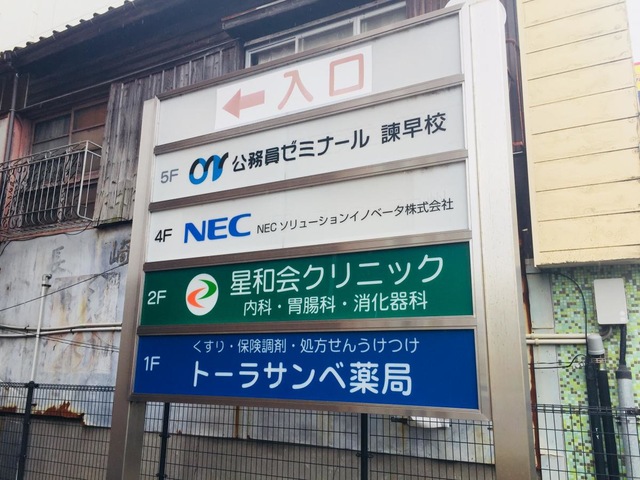 ← 入口
5F 公務員ゼミナール 諫早校
4F NEC NECソリューションイノベータ株式会社
2F 星和会クリニック
内科・胃腸科・消化器科
くすり・保険調剤・処方せんうけつけ
1F トーラサンベ薬局
長崎